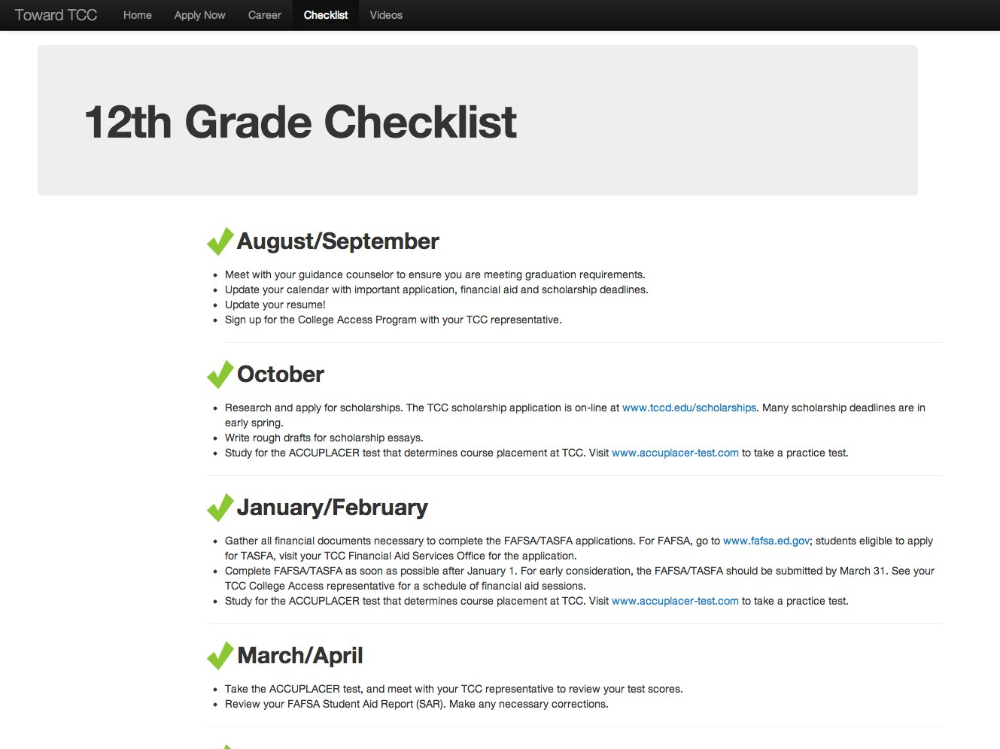 Toward TCC Home Apply Now Career Checklist Videos
12th Grade Checklist
August/September
Meet with your guidance counselor to ensure you are meeting graduation requirements.
Update your calendar with important application, financial aid and scholarship deadlines.
Update your resume!
Sign up for the College Access Program with your TCC representative.
October
Research and apply for scholarships. The TCC scholarship application is on-line at www.tccd.edu/scholarships. Many scholarship deadlines are in
early spring.
Write rough drafts for scholarship essays.
Study for the ACCUPLACER test that determines course placement at TCC. Visit www.accuplacer-test.com to take a practice test.
January/February
Gather all financial documents necessary to complete the FAFSA/TASFA applications. For FAFSA, go to www.fafsa.ed.gov; students eligible to apply
for TASFA, visit your TCC Financial Aid Services Office for the application.
Complete FAFSA/TASFA as soon as possible after January 1. For early consideration, the FAFSA/TASFA should be submitted by March 31. See your
TCC College Access representative for a schedule of financial aid sessions.
Study for the ACCUPLACER test that determines course placement at TCC. Visit www.accuplacer-test.com to take a practice test.
March/April
Take the ACCUPLACER test, and meet with your TCC representative to review your test scores.
Review your FAFSA Student Aid Report (SAR). Make any necessary corrections.